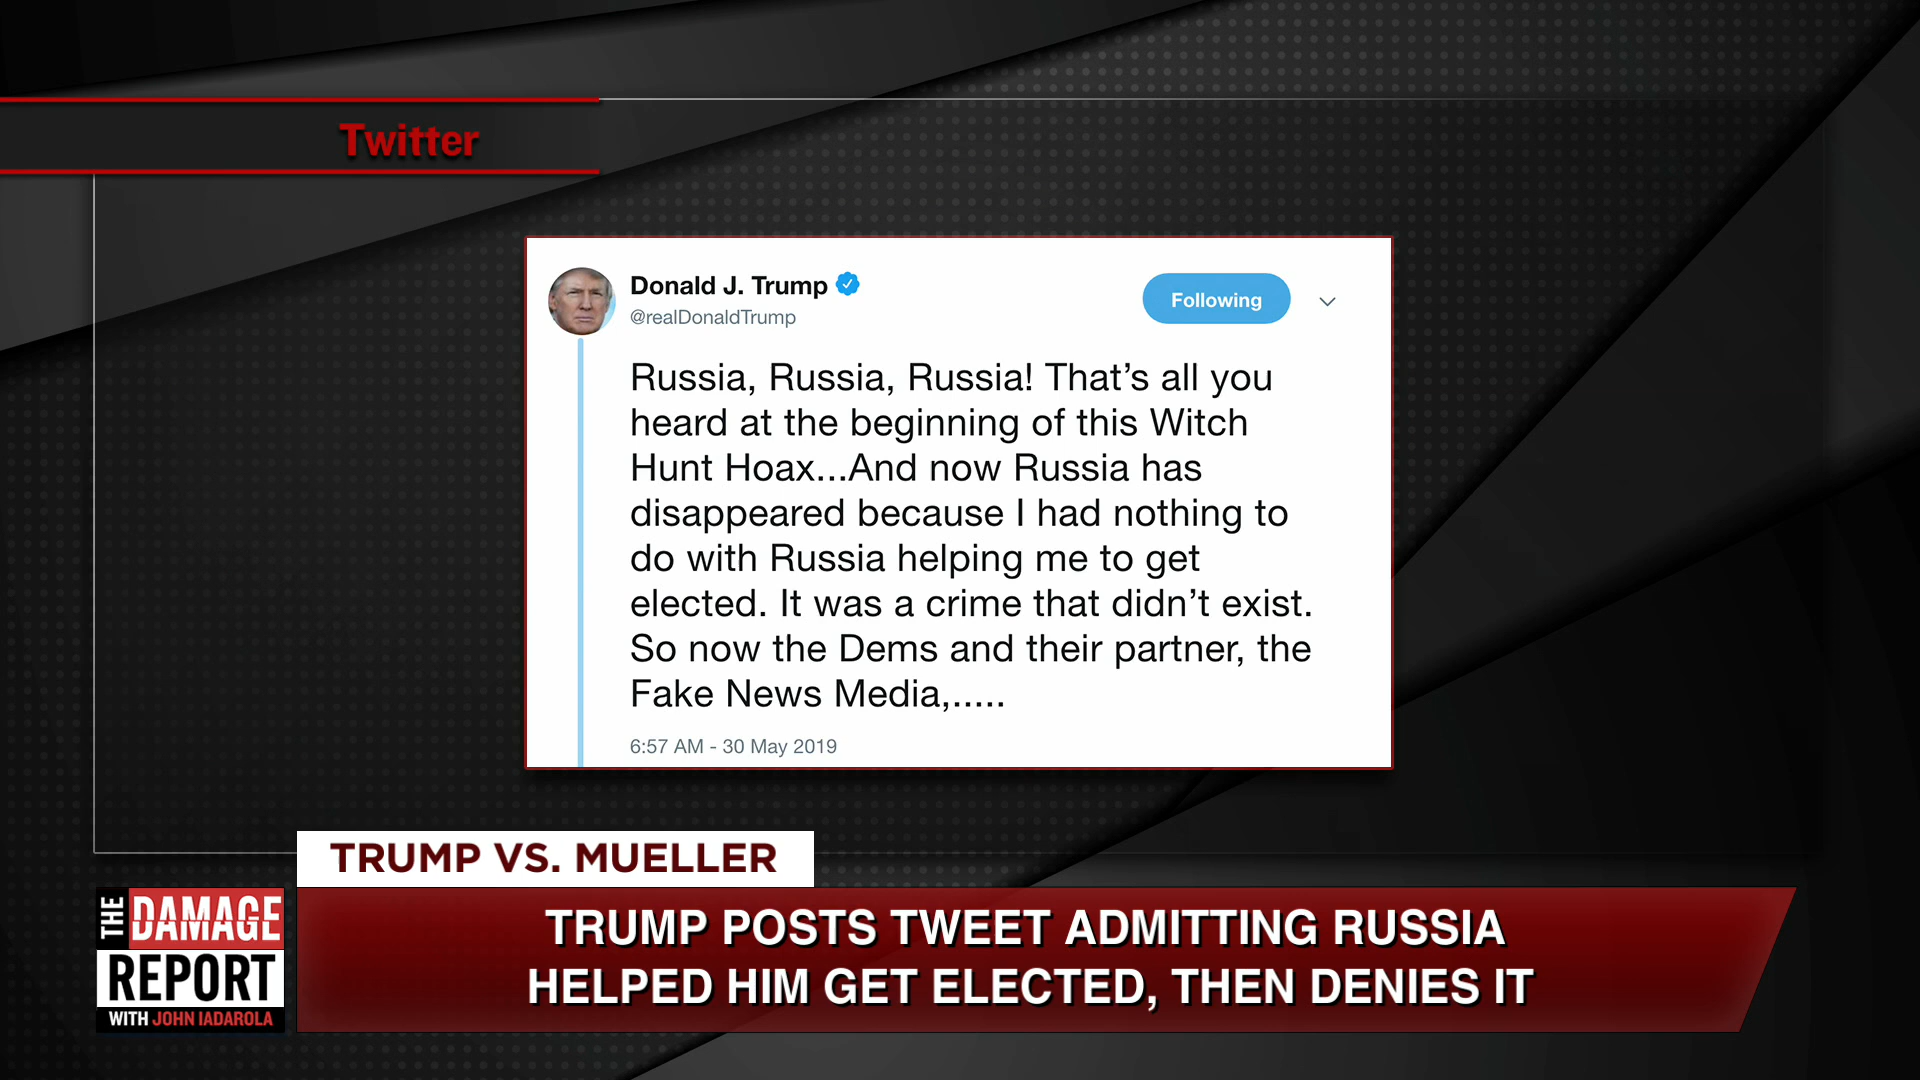 Twitter
Donald J. Trump
@realDonaldTrump
Following
Russia, Russia, Russia! That’s all you
heard at the beginning of this Witch
Hunt Hoax...And now Russia has
disappeared because I had nothing to
do with Russia helping me to get
elected. It was a crime that didn’t exist.
So now the Dems and their partner, the
Fake News Media,.....
6:57 AM - 30 May 2019
TRUMP VS. MUELLER
THE DAMAGE
REPORT
WITH JOHN IADAROLA
TRUMP POSTS TWEET ADMITTING RUSSIA
HELPED HIM GET ELECTED, THEN DENIES IT